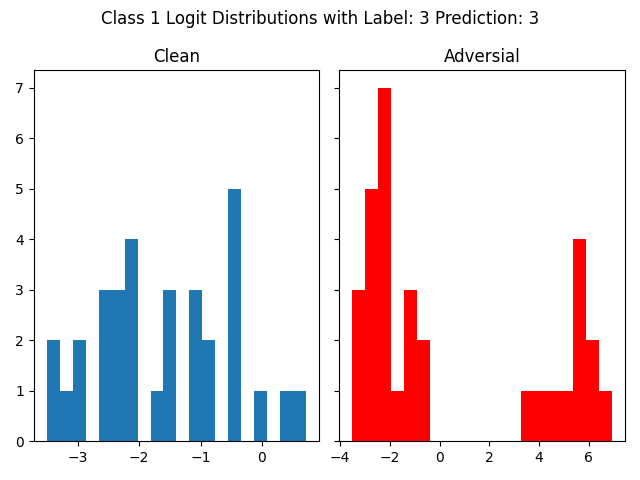 Class 1 Logit Distributions with Label: 3 Prediction: 3
Clean
Adversial
7
6
5
4
3
2
1
0
−3 −2 −1 0
−4 −2 0 2 4 6